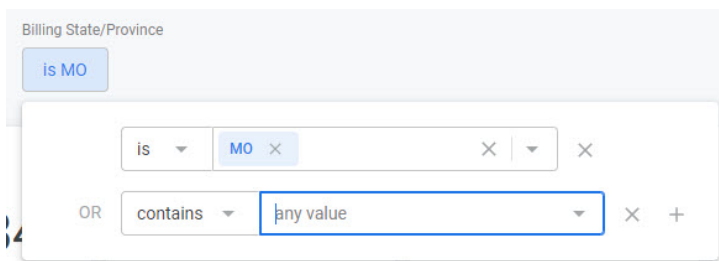 Billing State/Province
is MO
is MO
OR contains any value